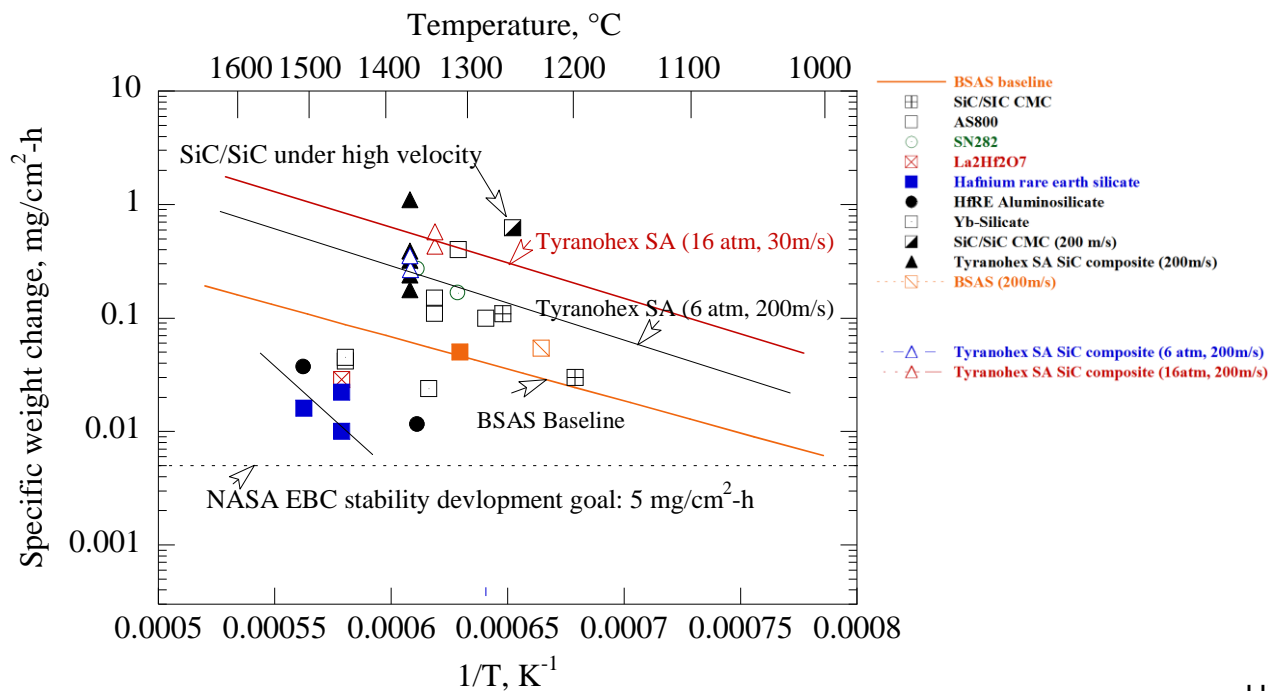 Temperature, °C
1600 1500 1400 1300 1200 1100 1000
10
1
0.1
0.01
0.001
Specific weight change, mg/cm²-h
SiC/SiC under high velocity
Tyranohex SA (16 atm, 30m/s)
Tyranohex SA (6 atm, 200m/s)
BSAS Baseline
NASA EBC stability devlopment goal: 5 mg/cm²-h
0.0005 0.00055 0.0006 0.00065 0.0007 0.00075 0.0008
1/T, K⁻¹
BSAS baseline
SiC/SIC CMC
AS800
SN282
La2Hf2O7
Hafnium rare earth silicate
HfRE Aluminosilicate
Yb-Silicate
SiC/SiC CMC (200 m/s)
Tyranohex SA SiC composite (200m/s)
BSAS (200m/s)
Tyranohex SA SiC composite (6 atm, 200m/s)
Tyranohex SA SiC composite (16atm, 200m/s)